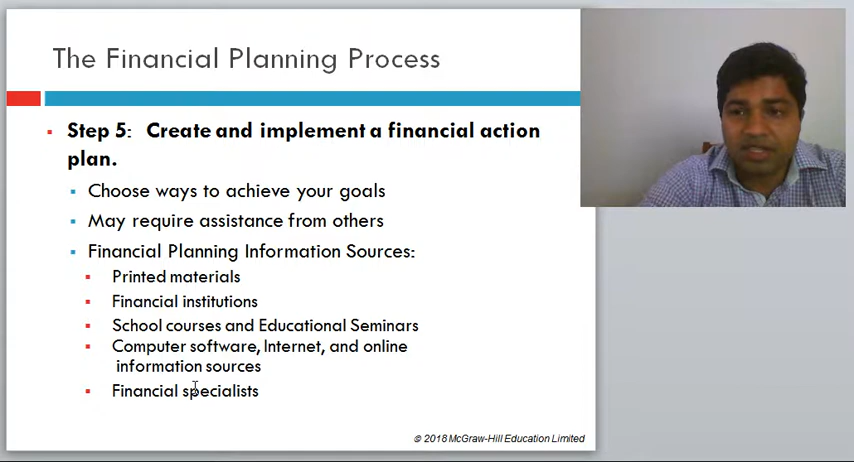 The Financial Planning Process
Step 5: Create and implement a financial action
plan.
Choose ways to achieve your goals
May require assistance from others
Financial Planning Information Sources:
Printed materials
Financial institutions
School courses and Educational Seminars
Computer software, Internet, and online
information sources
Financial specialists
© 2018 McGraw-Hill Education Limited